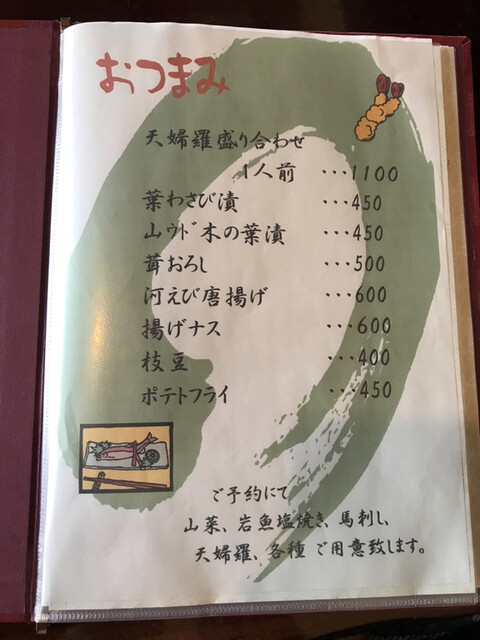 おつまみ
天婦羅盛り合わせ
1人前 ・・・1100
葉わさび漬 ・・・450
山ウド木の葉漬 ・・・450
茸おろし ・・・500
河えび唐揚げ ・・・600
揚げナス ・・・600
枝豆 ・・・400
ポテトフライ ・・・450
ご予約にて
山菜、岩魚塩焼き、馬刺し、
天婦羅、各種 ご用意致します。